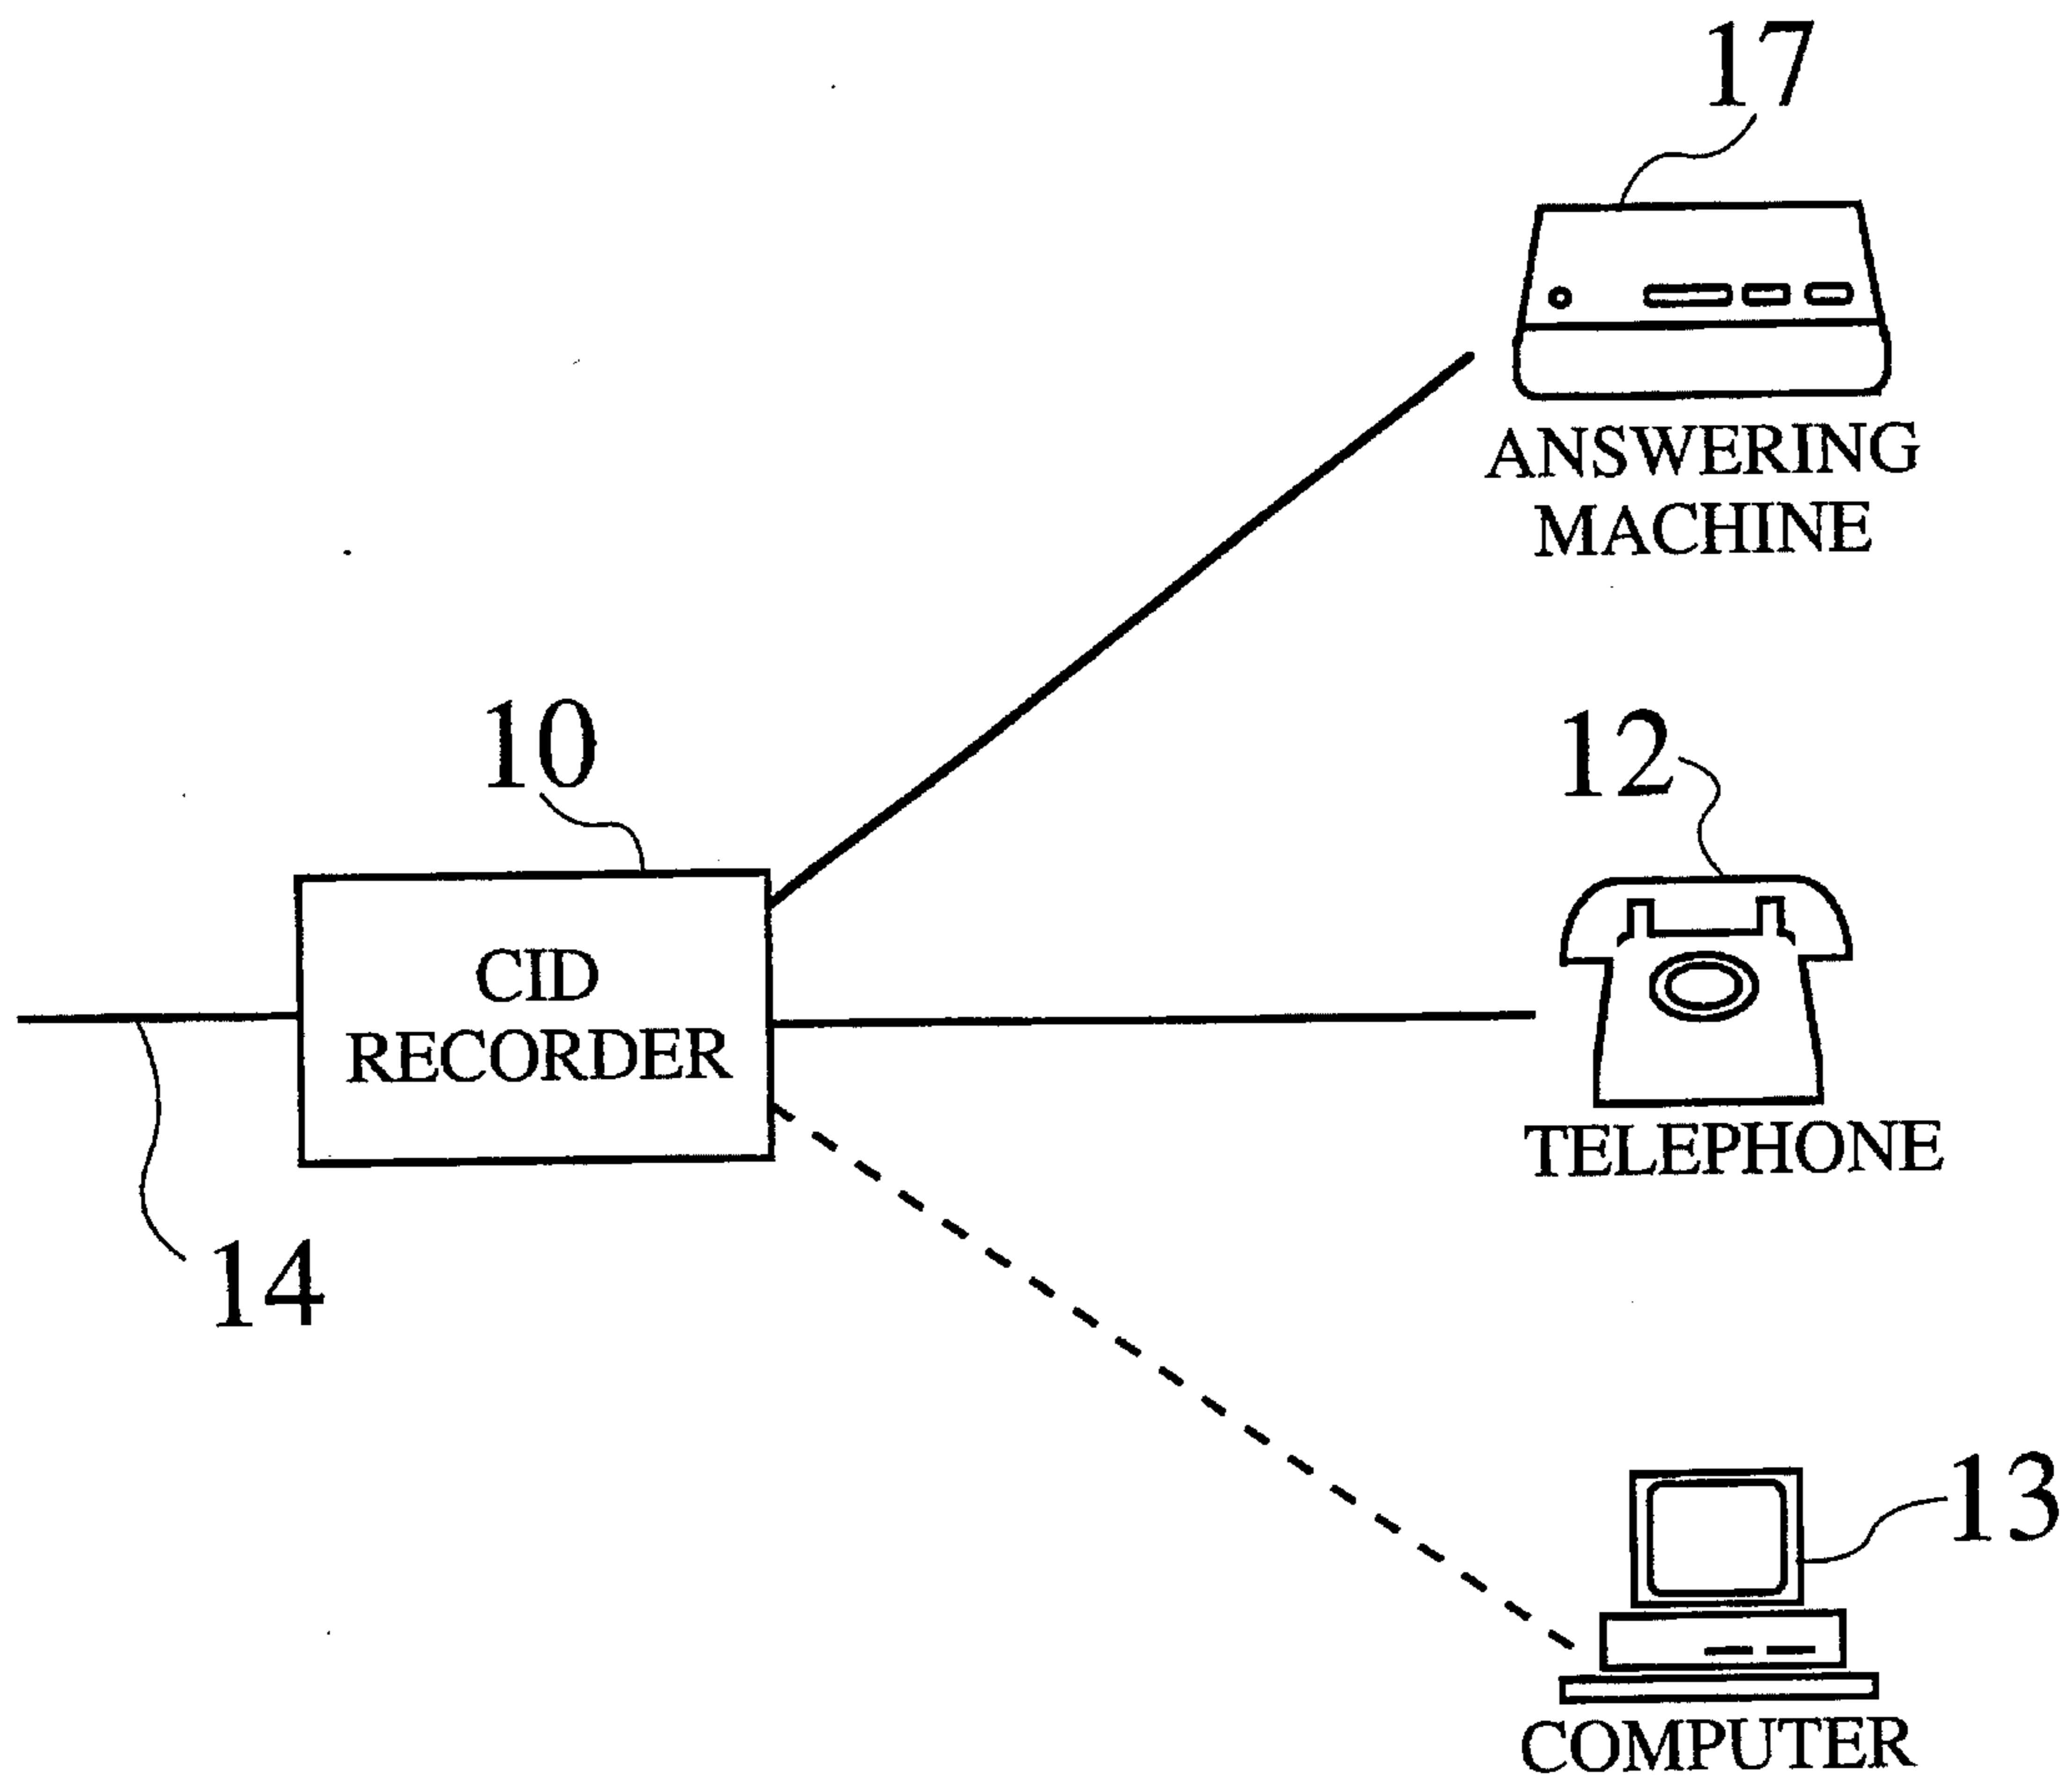 17
ANSWERING
MACHINE
10
12
CID
RECORDER
TELEPHONE
14
13
COMPUTER